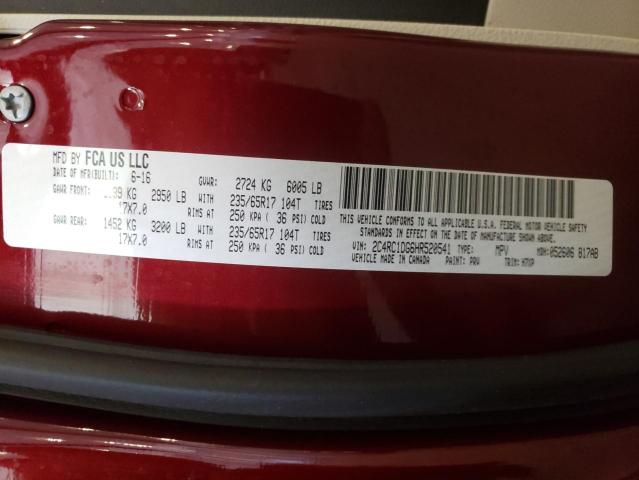 MFD BY FCA US LLC
DATE OF MFR(BUILT): 6-16 GVWR: 2724 KG 6005 LB
GAWR FRONT: 39 KG 2950 LB WITH 235/65R17 104T TIRES
17X7.0 RIMS AT 250 KPA ( 36 PSI) COLD
GAWR REAR: 1452 KG 3200 LB WITH 235/65R17 104T TIRES
17X7.0 RIMS AT 250 KPA ( 36 PSI) COLD
THIS VEHICLE CONFORMS TO ALL APPLICABLE U.S.A. FEDERAL MOTOR VEHICLE SAFETY
STANDARDS IN EFFECT ON THE DATE OF MANUFACTURE SHOWN ABOVE.
VIN: 2C4RC1DG6HR520541 TYPE: MPV MDH: 052606 817AB
VEHICLE MADE IN CANADA PAINT: PRV TRIM: